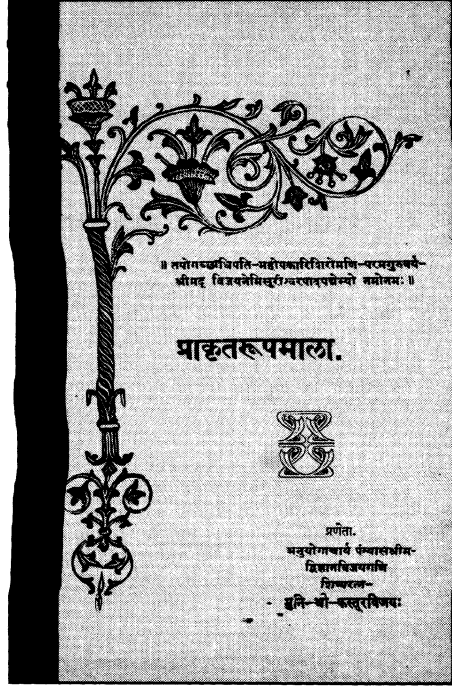 ॥ तपोगच्छाधिपति-महोपकारिशिरोमणि-परमगुरुवर्य-
श्रीमद् विजयनेमिसूरीश्वरपादपद्मेभ्यो नमोनमः ॥
प्राकृतरूपमाला.
प्रणेता.
अनुयोगाचार्य पंन्यासश्रीम-
द्विज्ञानविजयगणि
शिष्यरत्न-
मुनि-श्री-कस्तूरविजयः